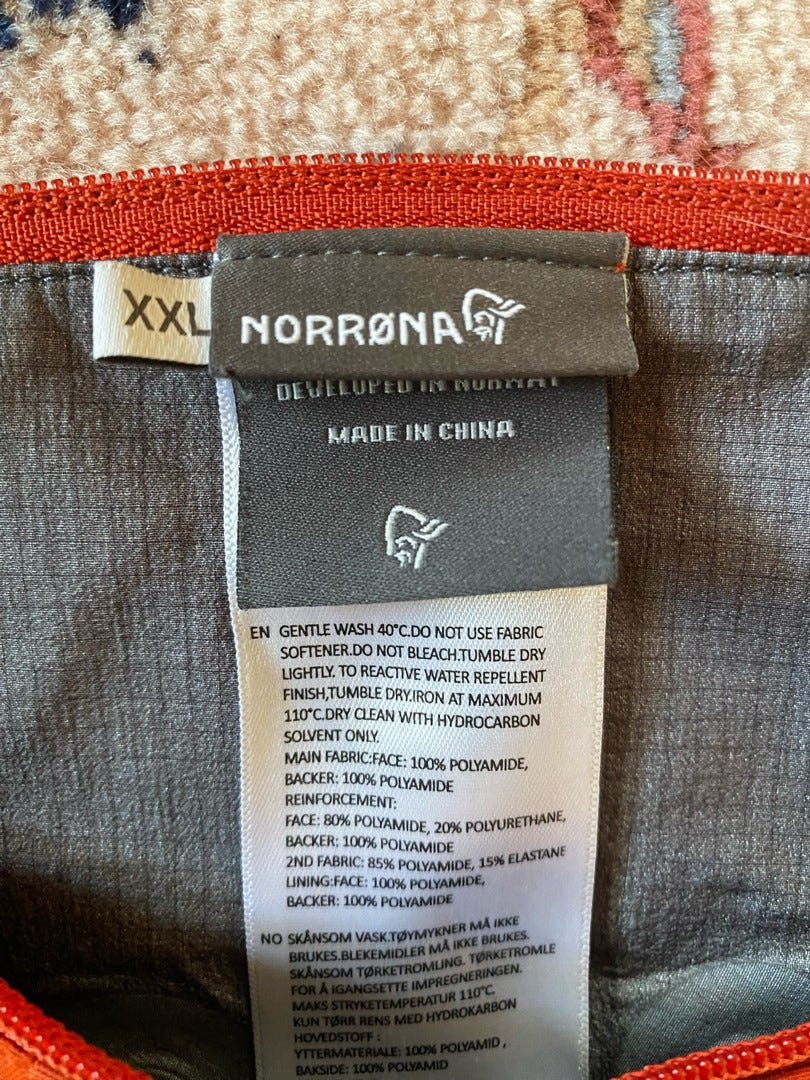 XXL
NORRØNA
DEVELOPED IN NORWAY
MADE IN CHINA
EN GENTLE WASH 40°C.DO NOT USE FABRIC
SOFTENER.DO NOT BLEACH.TUMBLE DRY
LIGHTLY. TO REACTIVE WATER REPELLENT
FINISH,TUMBLE DRY.IRON AT MAXIMUM
110°C.DRY CLEAN WITH HYDROCARBON
SOLVENT ONLY.
MAIN FABRIC:FACE: 100% POLYAMIDE,
BACKER: 100% POLYAMIDE
REINFORCEMENT:
FACE: 80% POLYAMIDE, 20% POLYURETHANE,
BACKER: 100% POLYAMIDE
2ND FABRIC: 85% POLYAMIDE, 15% ELASTANE
LINING:FACE: 100% POLYAMIDE,
BACKER: 100% POLYAMIDE
NO SKÅNSOM VASK.TØYMYKNER MÅ IKKE
BRUKES.BLEKEMIDLER MÅ IKKE BRUKES.
SKÅNSOM TØRKETROMLING. TØRKETROMLE
FOR Å IGANGSETTE IMPREGNERINGEN.
MAKS STRYKETEMPERATUR 110°C.
KUN TØRR RENS MED HYDROKARBON
HOVEDSTOFF :
YTTERMATERIALE: 100% POLYAMID ,
BAKSIDE: 100% POLYAMID